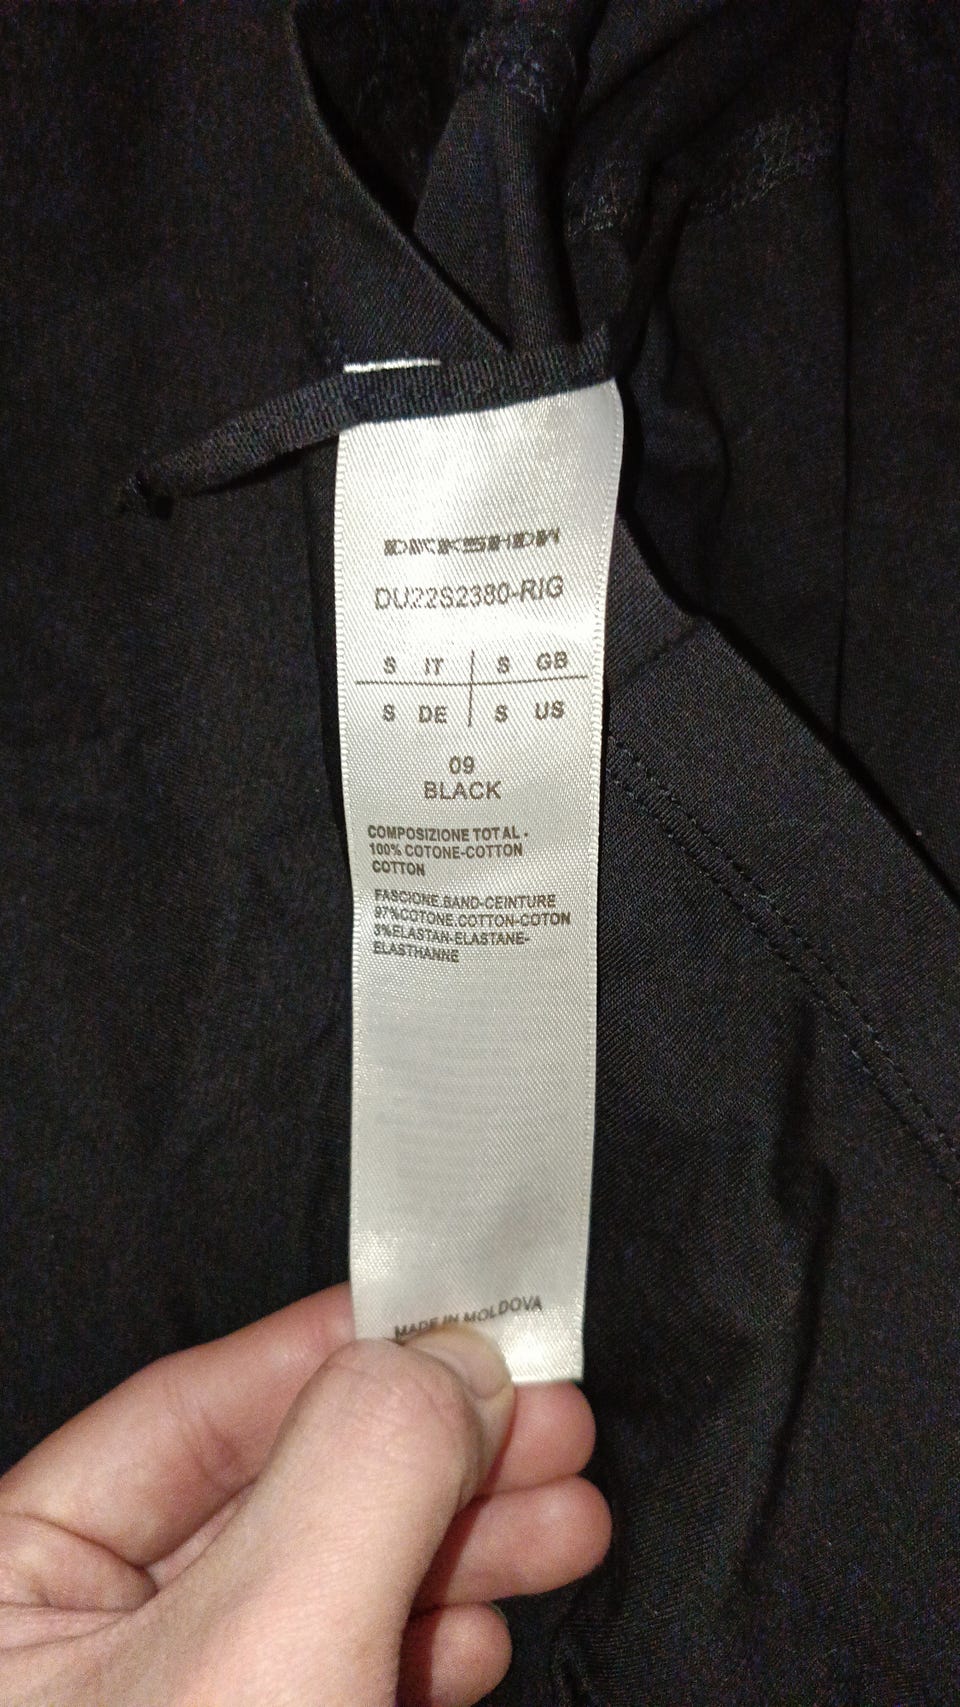 DRKSHDW
DU22S2380-RIG
S IT S GB
S DE S US
09
BLACK
COMPOSIZIONE TOTAL -
100% COTONE-COTTON
COTTON
FASCIONE.BAND-CEINTURE
97%COTONE.COTTON-COTON
3%ELASTAN-ELASTANE-
ELASTHANNE
MADE IN MOLDOVA